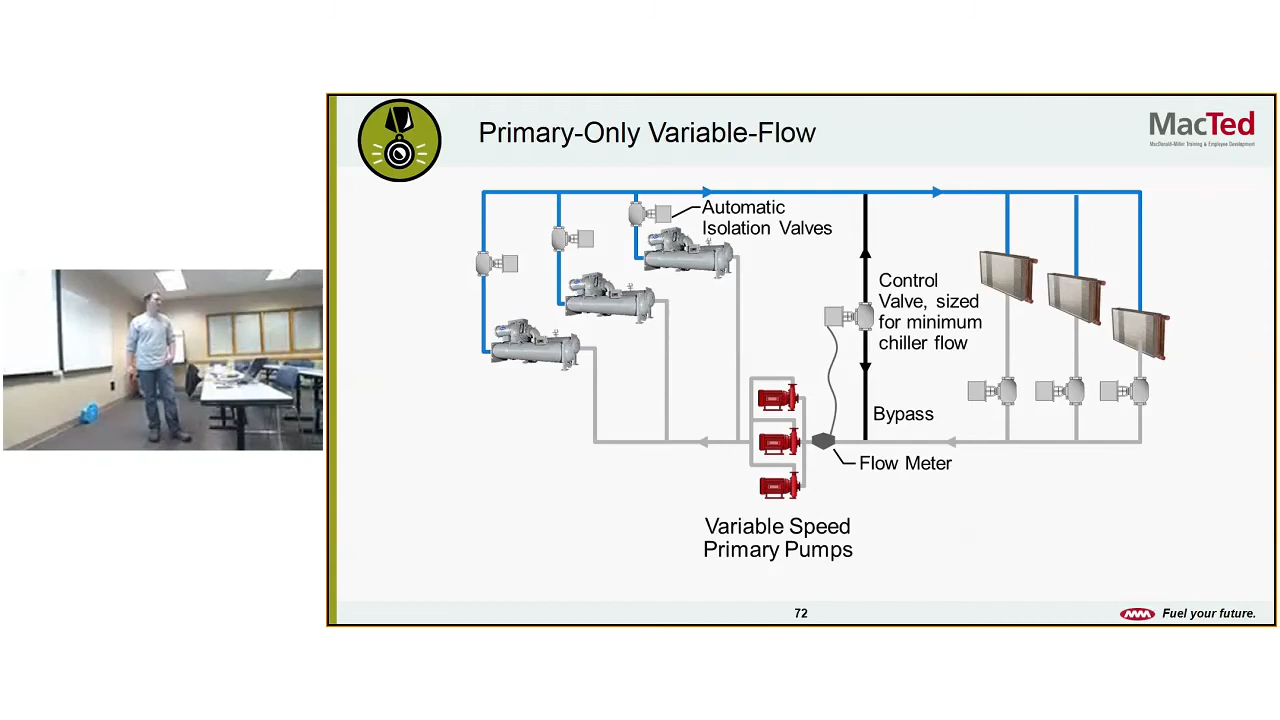 Primary-Only Variable-Flow
MacTed
MacDonald-Miller Training & Employee Development
Automatic
Isolation Valves
Control
Valve, sized
for minimum
chiller flow
Bypass
Flow Meter
Variable Speed
Primary Pumps
72
Fuel your future.